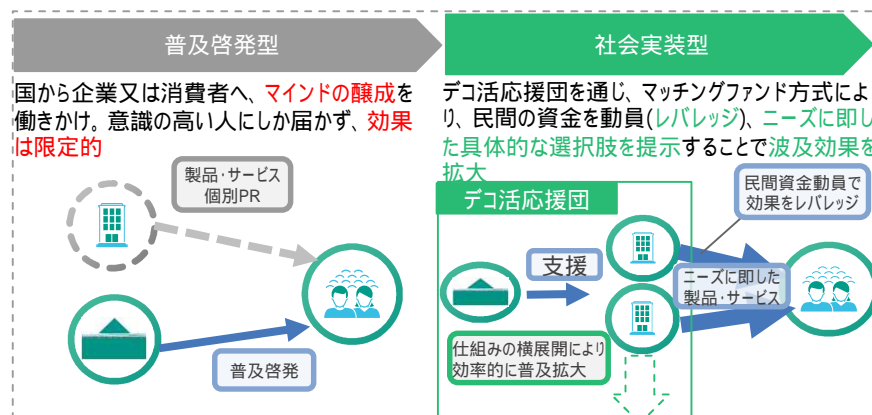 普及啓発型
社会実装型
国から企業又は消費者へ、マインドの醸成を
働きかけ。意識の高い人にしか届かず、効果
は限定的
製品・サービス
個別PR
普及啓発
デコ活応援団を通じ、マッチングファンド方式によ
り、民間の資金を動員(レバレッジ)、ニーズに即し
た具体的な選択肢を提示することで波及効果を
拡大
デコ活応援団
民間資金動員で
効果をレバレッジ
支援
ニーズに即した
製品・サービス
仕組みの横展開により
効率的に普及拡大